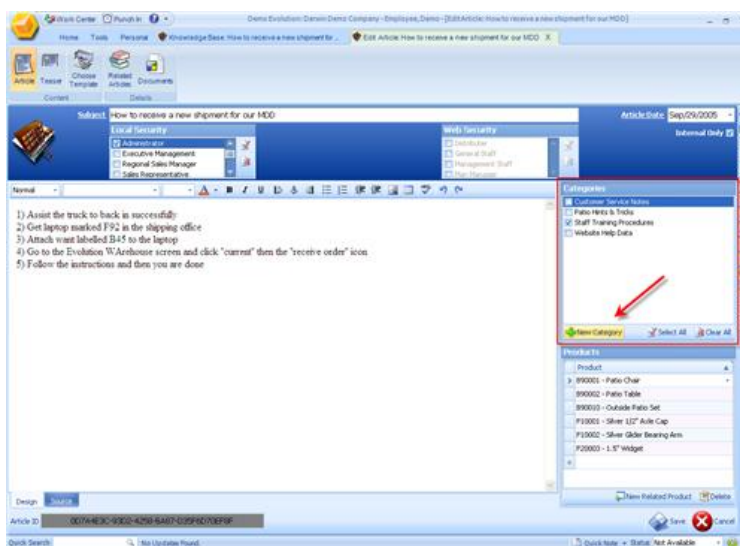 Work Center Punch In
Demo Evolution: Darwin Demo Company - Employee, Demo - [Edit Article: How to receive a new shipment for our MDD]
Home Tools Personal Knowledge Base: How to receive a new shipment for .. Edit Article: How to receive a new shipment for our MDD X
Article Teaser Choose Template Related Articles Documents
Content Details
Subject How to receive a new shipment for our MDD
Article Date Sep/29/2005
Internal Only
Local Security
Administrator
Executive Management
Regional Sales Manager
Sales Representative
Web Security
Distributor
General Staff
Management Staff
Normal
1) Assist the truck to back in successfully
2) Get laptop marked F92 in the shipping office
3) Attach want labelled B45 to the laptop
4) Go to the Evolution WArehouse screen and click "current" then the "receive order" icon
5) Follow the instructions and then you are done
Categories
Customer Service Notes
Patio Hints & Tricks
Staff Training Procedures
Website Help Data
New Category Select All Clear All
Products
Product
B90001 - Patio Chair
B90002 - Patio Table
B90010 - Outside Patio Set
P10001 - Silver 1/2" Axle Cap
P10002 - Silver Glider Bearing Arm
P20003 - 1.5" Widget
New Related Product Delete
Design Source
Article ID
Save Cancel
Quick Search No Updates Found. Quick Note Status Not Available